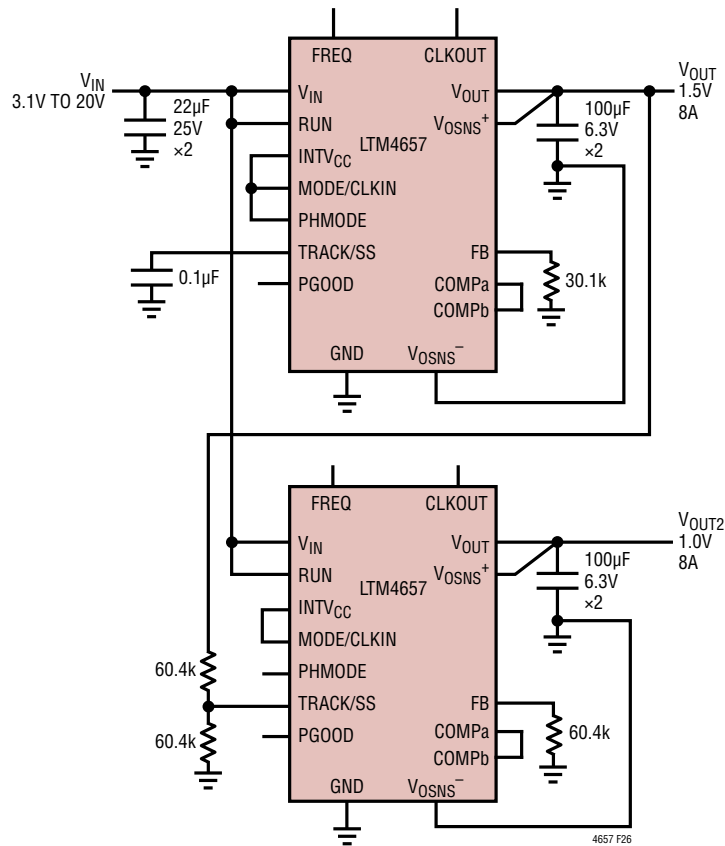 FREQ CLKOUT
VIN
3.1V TO 20V
22µF
25V
×2
VIN
RUN
INTVCC
MODE/CLKIN
PHMODE
TRACK/SS
PGOOD
LTM4657
VOUT
VOSNS+
FB
COMPa
COMPb
GND VOSNS–
0.1µF
100µF
6.3V
×2
30.1k
VOUT
1.5V
8A
FREQ CLKOUT
VIN
RUN
INTVCC
MODE/CLKIN
PHMODE
TRACK/SS
PGOOD
LTM4657
VOUT
VOSNS+
FB
COMPa
COMPb
GND VOSNS–
60.4k
60.4k
100µF
6.3V
×2
60.4k
VOUT2
1.0V
8A
4657 F26